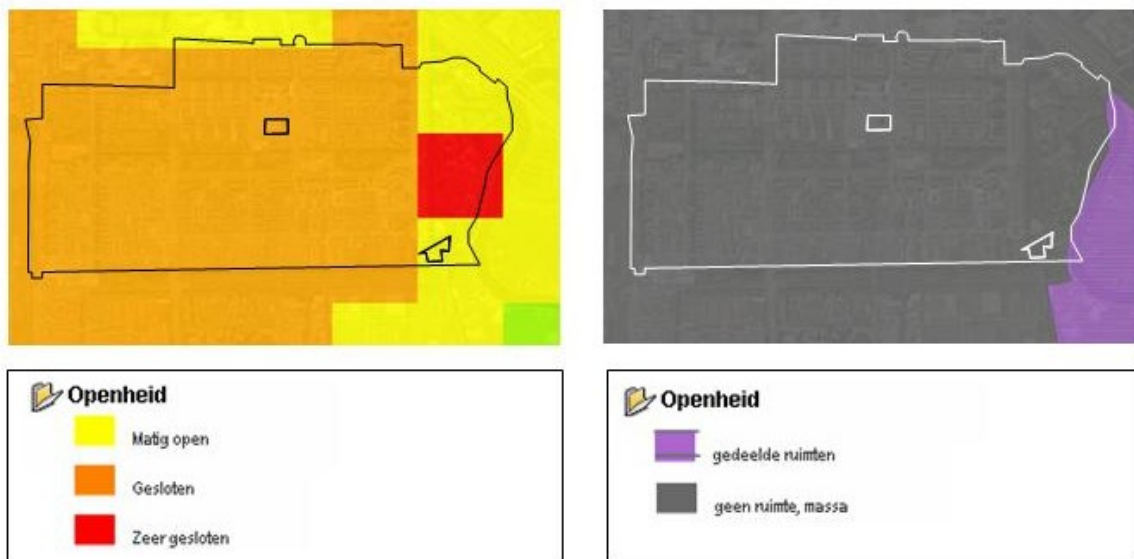 Openheid
Matig open
Gesloten
Zeer gesloten
Openheid
gedeelde ruimten
geen ruimte, massa